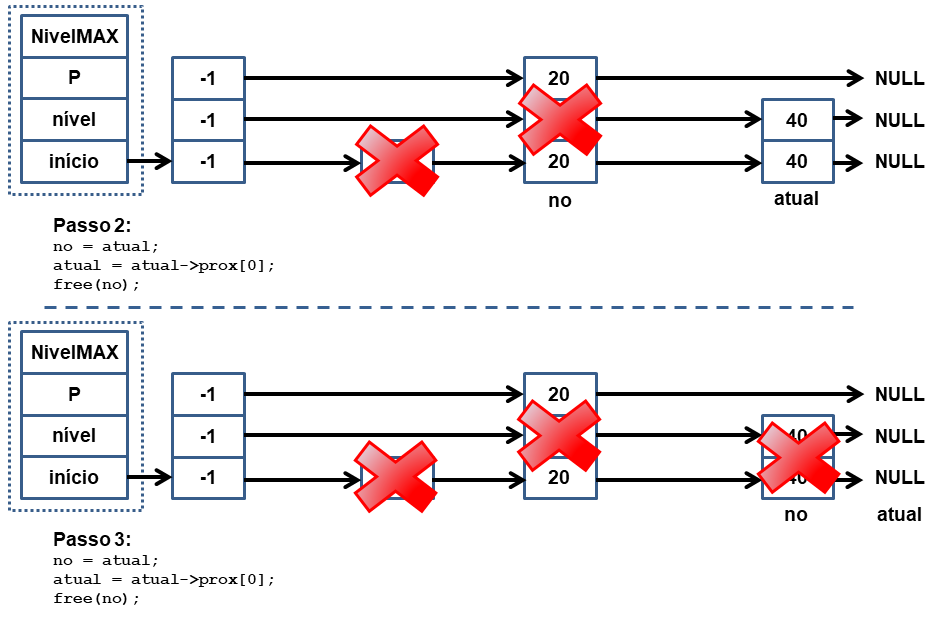 NivelMAX
P
nível
início
-1 20 NULL
-1 40 NULL
-1 20 40 NULL
no atual
Passo 2:
no = atual;
atual = atual->prox[0];
free(no);
NivelMAX
P
nível
início
-1 20 NULL
-1 40 NULL
-1 20 40 NULL
no atual
Passo 3:
no = atual;
atual = atual->prox[0];
free(no);